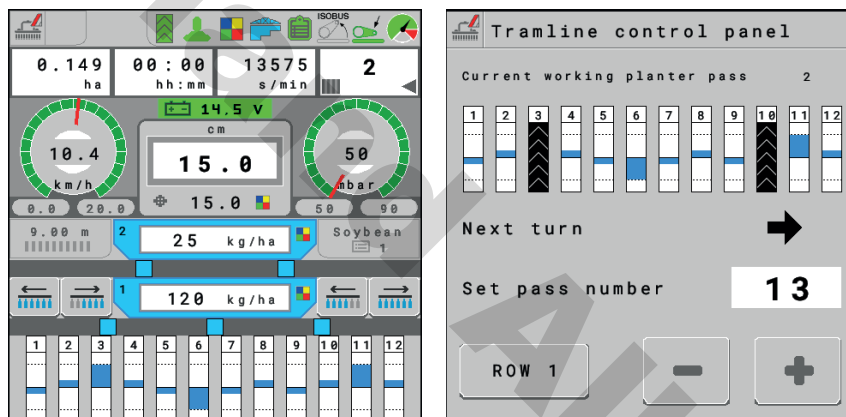 ISOBUS
0.149 00:00 13575 2
ha hh:mm s/min
14.5 V
cm
10.4 15.0 50
km/h mbar
0.0 20.0 15.0 50 90
9.00 m 2 25 kg/ha Soybean
1
1 120 kg/ha
1 2 3 4 5 6 7 8 9 10 11 12
Tramline control panel
Current working planter pass 2
1 2 3 4 5 6 7 8 9 10 11 12
Next turn
Set pass number 13
ROW 1 - +